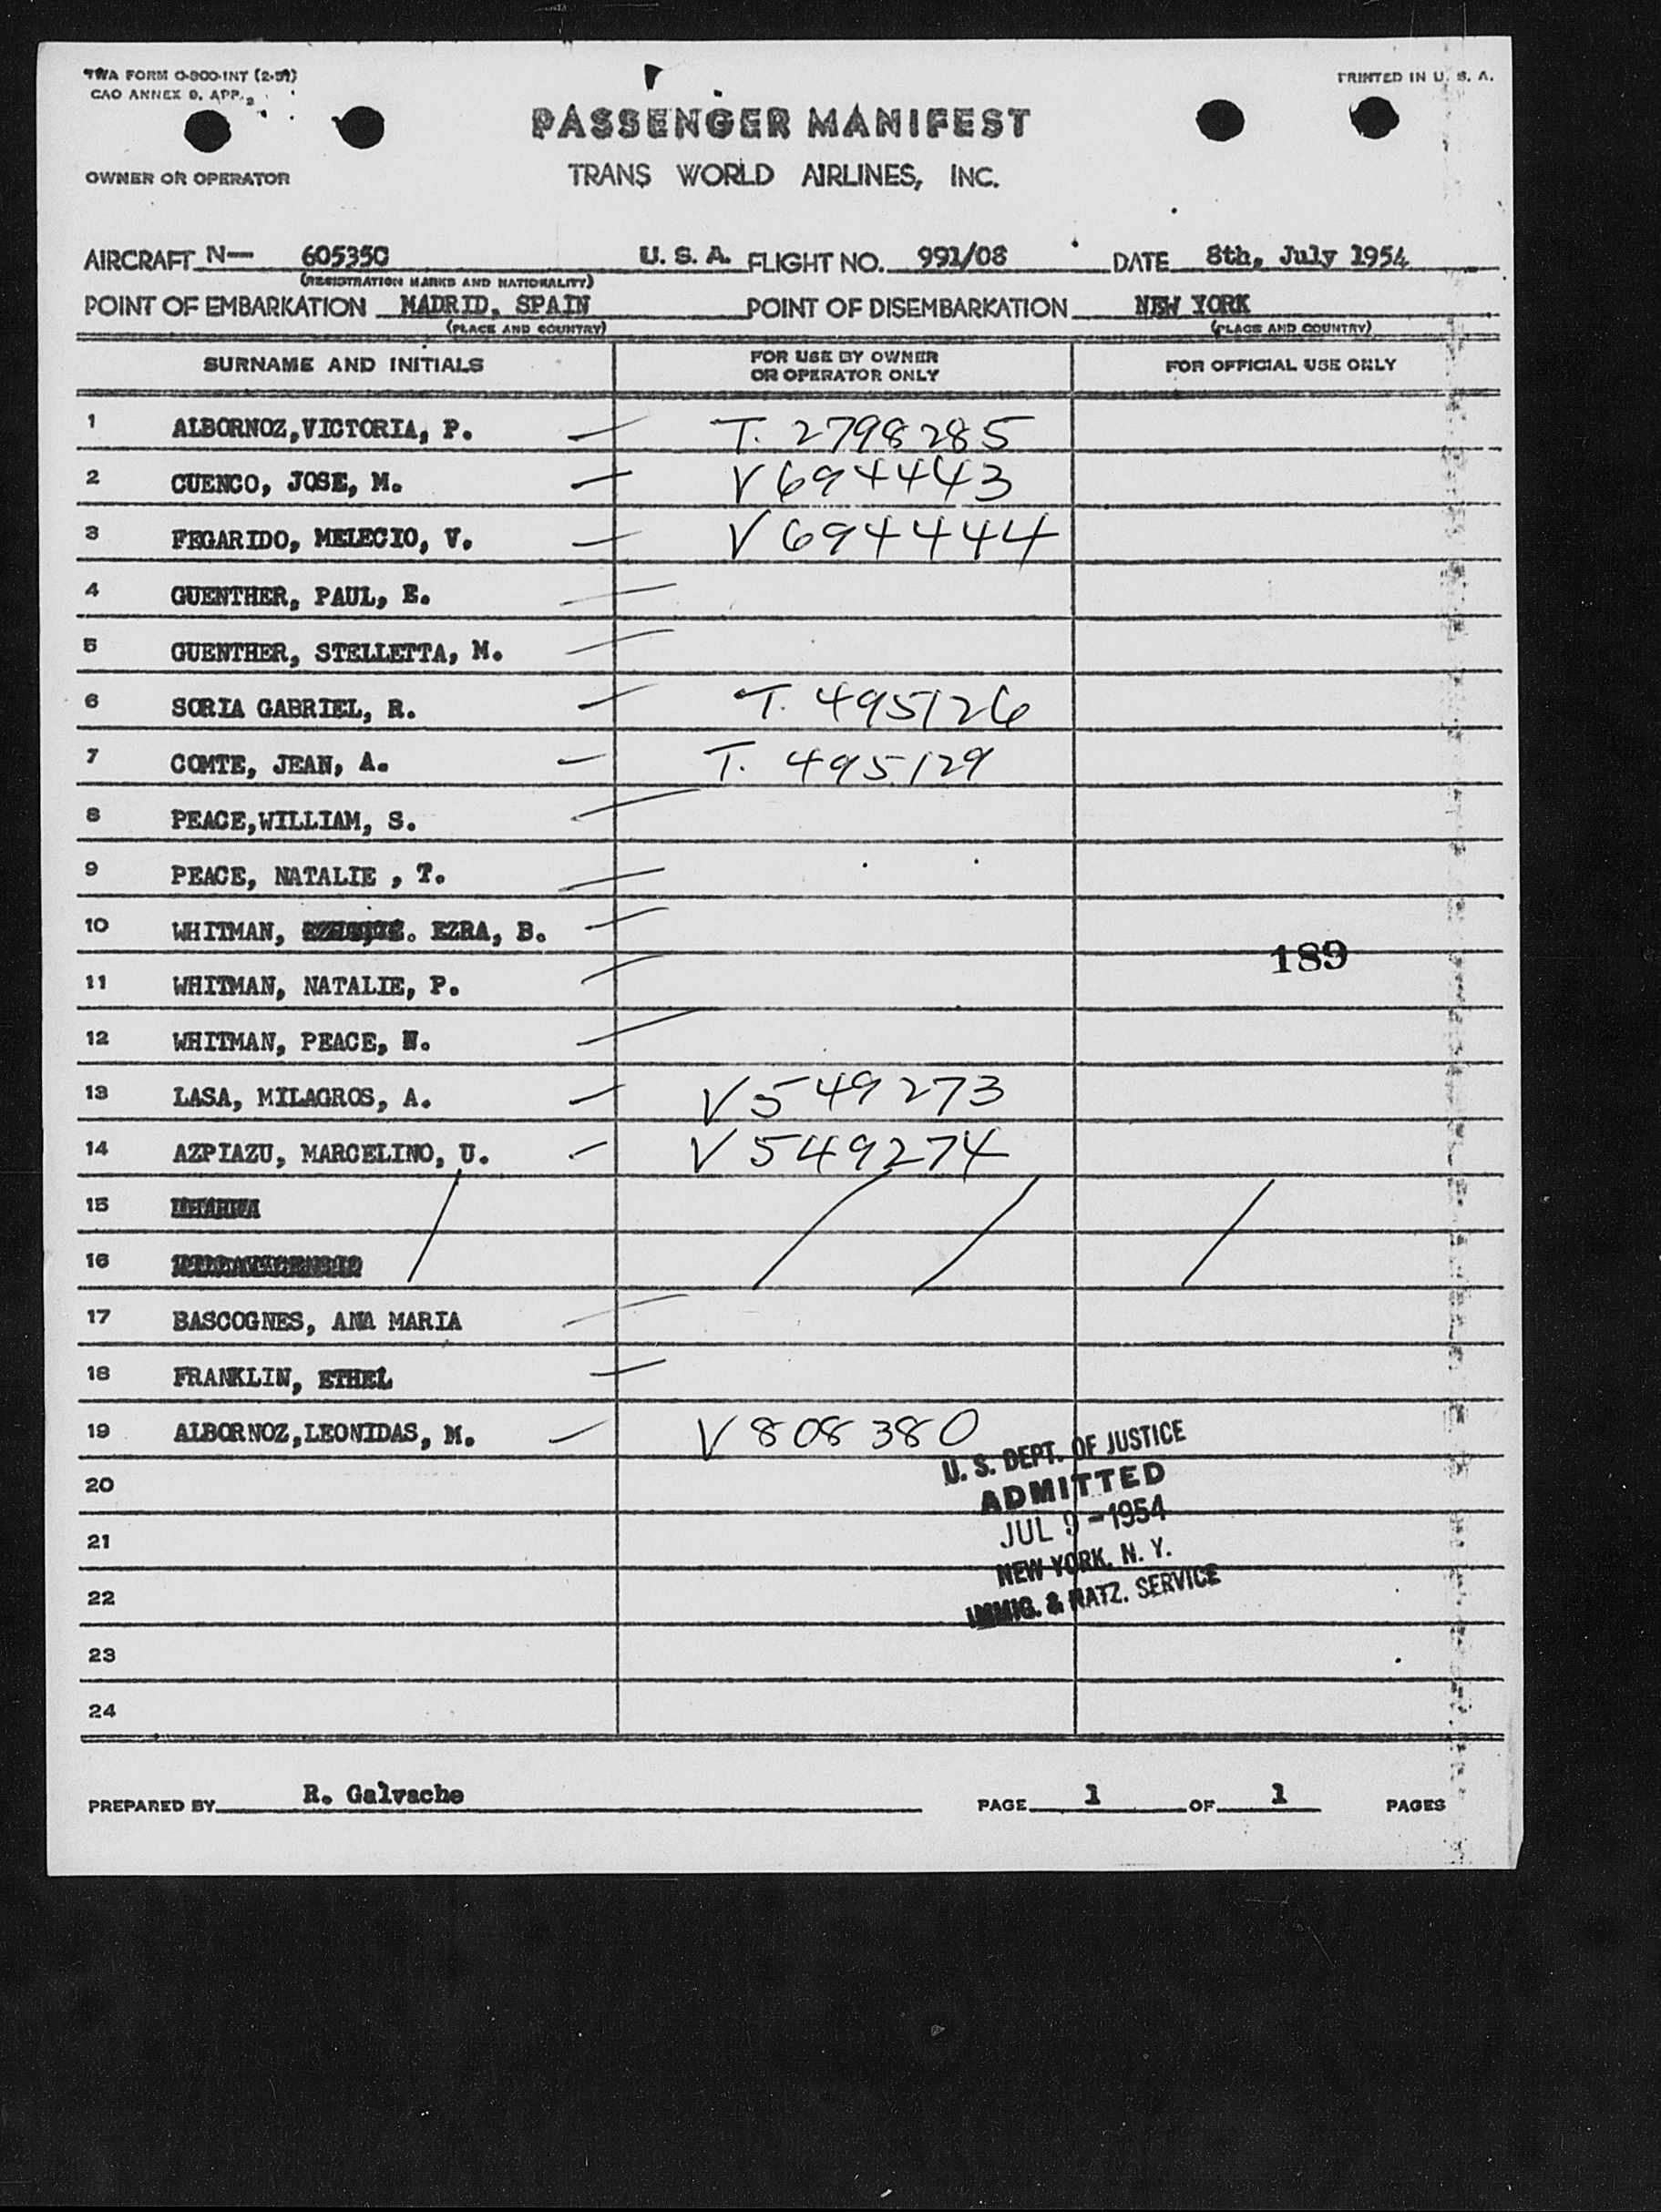 TWA FORM O-800-INT (2-51)
CAO ANNEX 9. APP. 3
PRINTED IN U. S. A.
PASSENGER MANIFEST
OWNER OR OPERATOR
TRANS WORLD AIRLINES, INC.
AIRCRAFT N— 60535C U. S. A. FLIGHT NO. 991/08 DATE 8th, July 1954
(REGISTRATION MARKS AND NATIONALITY)
POINT OF EMBARKATION MADRID, SPAIN POINT OF DISEMBARKATION NEW YORK
(PLACE AND COUNTRY) (PLACE AND COUNTRY)
SURNAME AND INITIALS FOR USE BY OWNER OR OPERATOR ONLY FOR OFFICIAL USE ONLY
1 ALBORNOZ,VICTORIA, P. T. 2798285
2 CUENCO, JOSE, M. V 694443
3 FEGARIDO, MELECIO, V. V 694444
4 GUENTHER, PAUL, E.
5 GUENTHER, STELLETTA, M.
6 SORIA GABRIEL, R. T. 495126
7 COMTE, JEAN, A. T. 495129
8 PEACE,WILLIAM, S.
9 PEACE, NATALIE , T.
10 WHITMAN, EZRA, B.
189
11 WHITMAN, NATALIE, P.
12 WHITMAN, PEACE, N.
13 LASA, MILAGROS, A. V 549273
14 AZPIAZU, MARCELINO, U. V 549274
15
16
17 BASCOGNES, ANA MARIA
18 FRANKLIN, ETHEL
19 ALBORNOZ,LEONIDAS, M. V 808380
U. S. DEPT. OF JUSTICE
20
ADMITTED
JUL 9 - 1954
21
NEW YORK, N. Y.
22
IMMIG. & NATZ. SERVICE
23
24
PREPARED BY R. Galvache PAGE 1 OF 1 PAGES